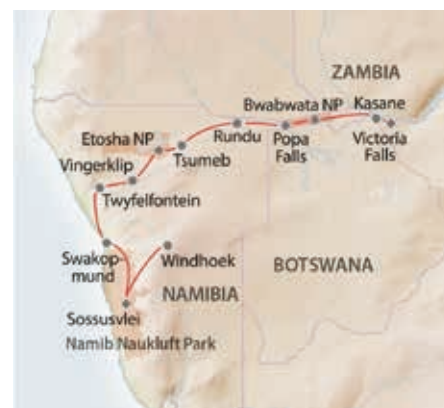 ZAMBIA
Bwabwata NP
Kasane
Etosha NP
Rundu
Popa
Falls
Victoria
Falls
Tsumeb
Vingerklip
Twyfelfontein
Swakop-
mund
Windhoek
BOTSWANA
NAMIBIA
Sossusvlei
Namib Naukluft Park